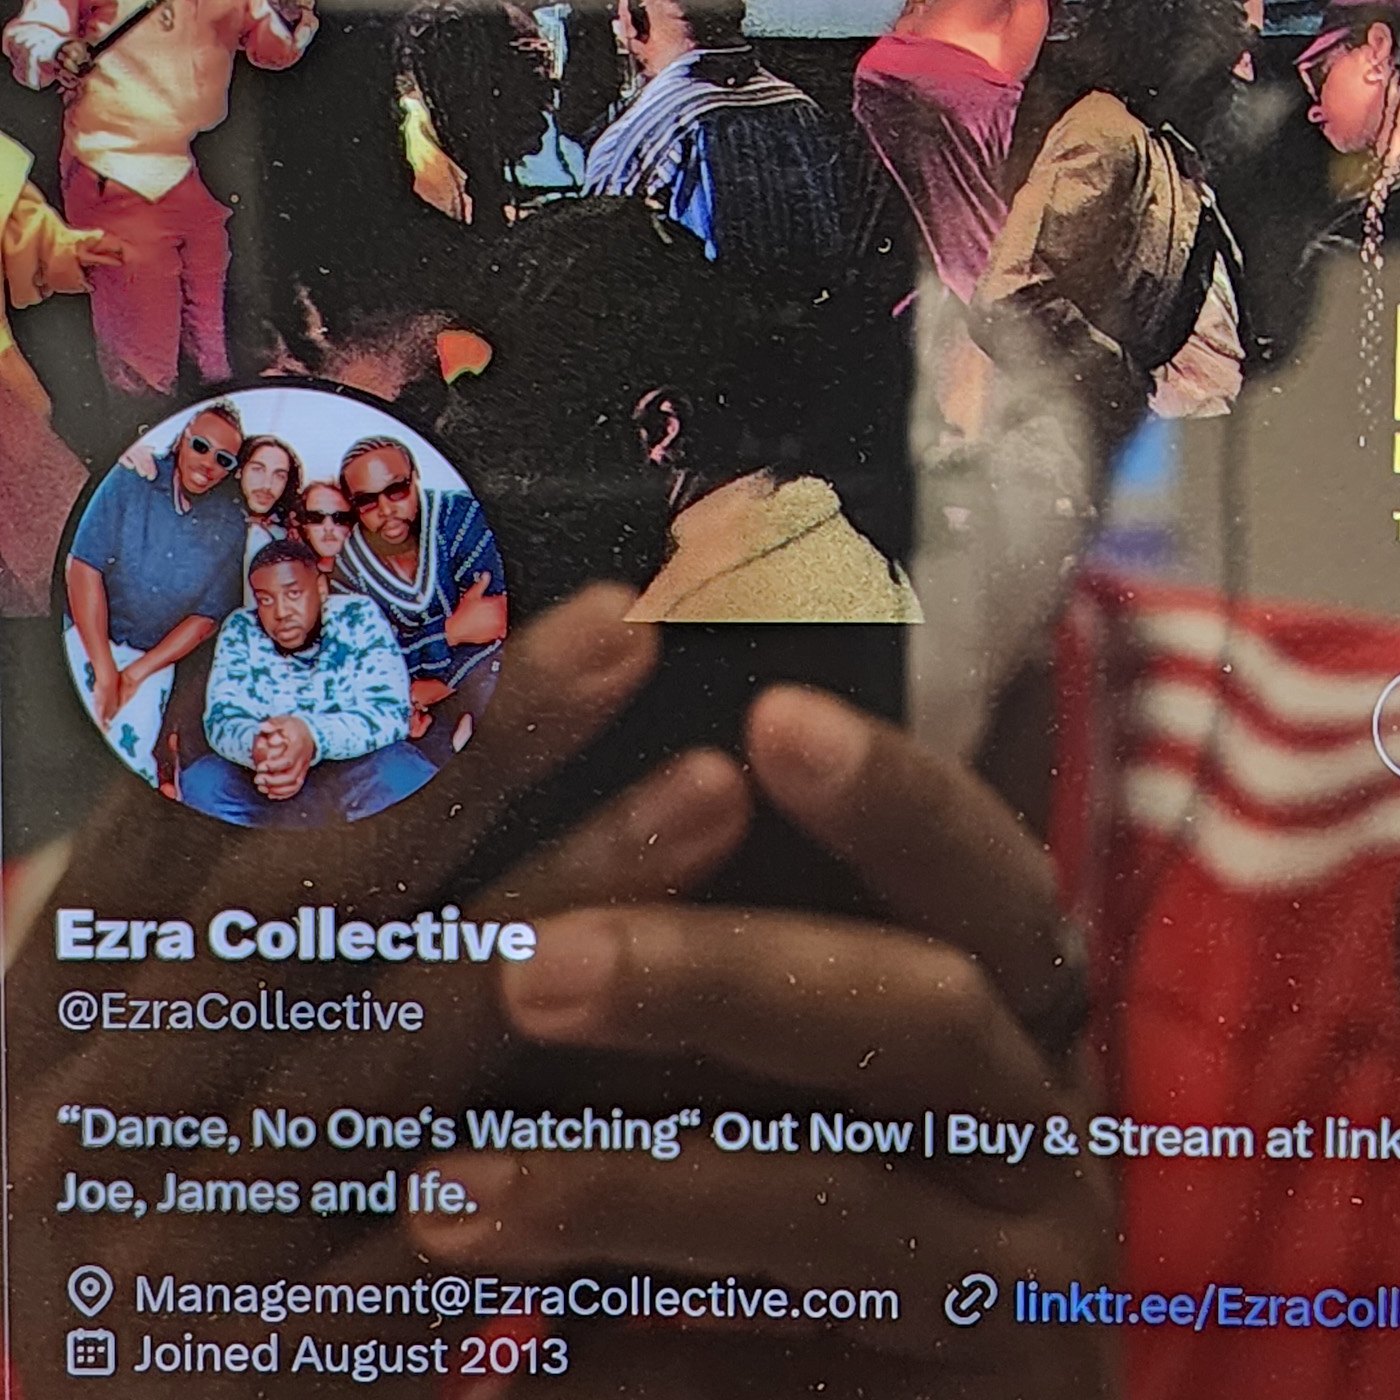 Ezra Collective
@EzraCollective
“Dance, No One‘s Watching“ Out Now | Buy & Stream at link
Joe, James and Ife.
Management@EzraCollective.com linktr.ee/EzraColl
Joined August 2013